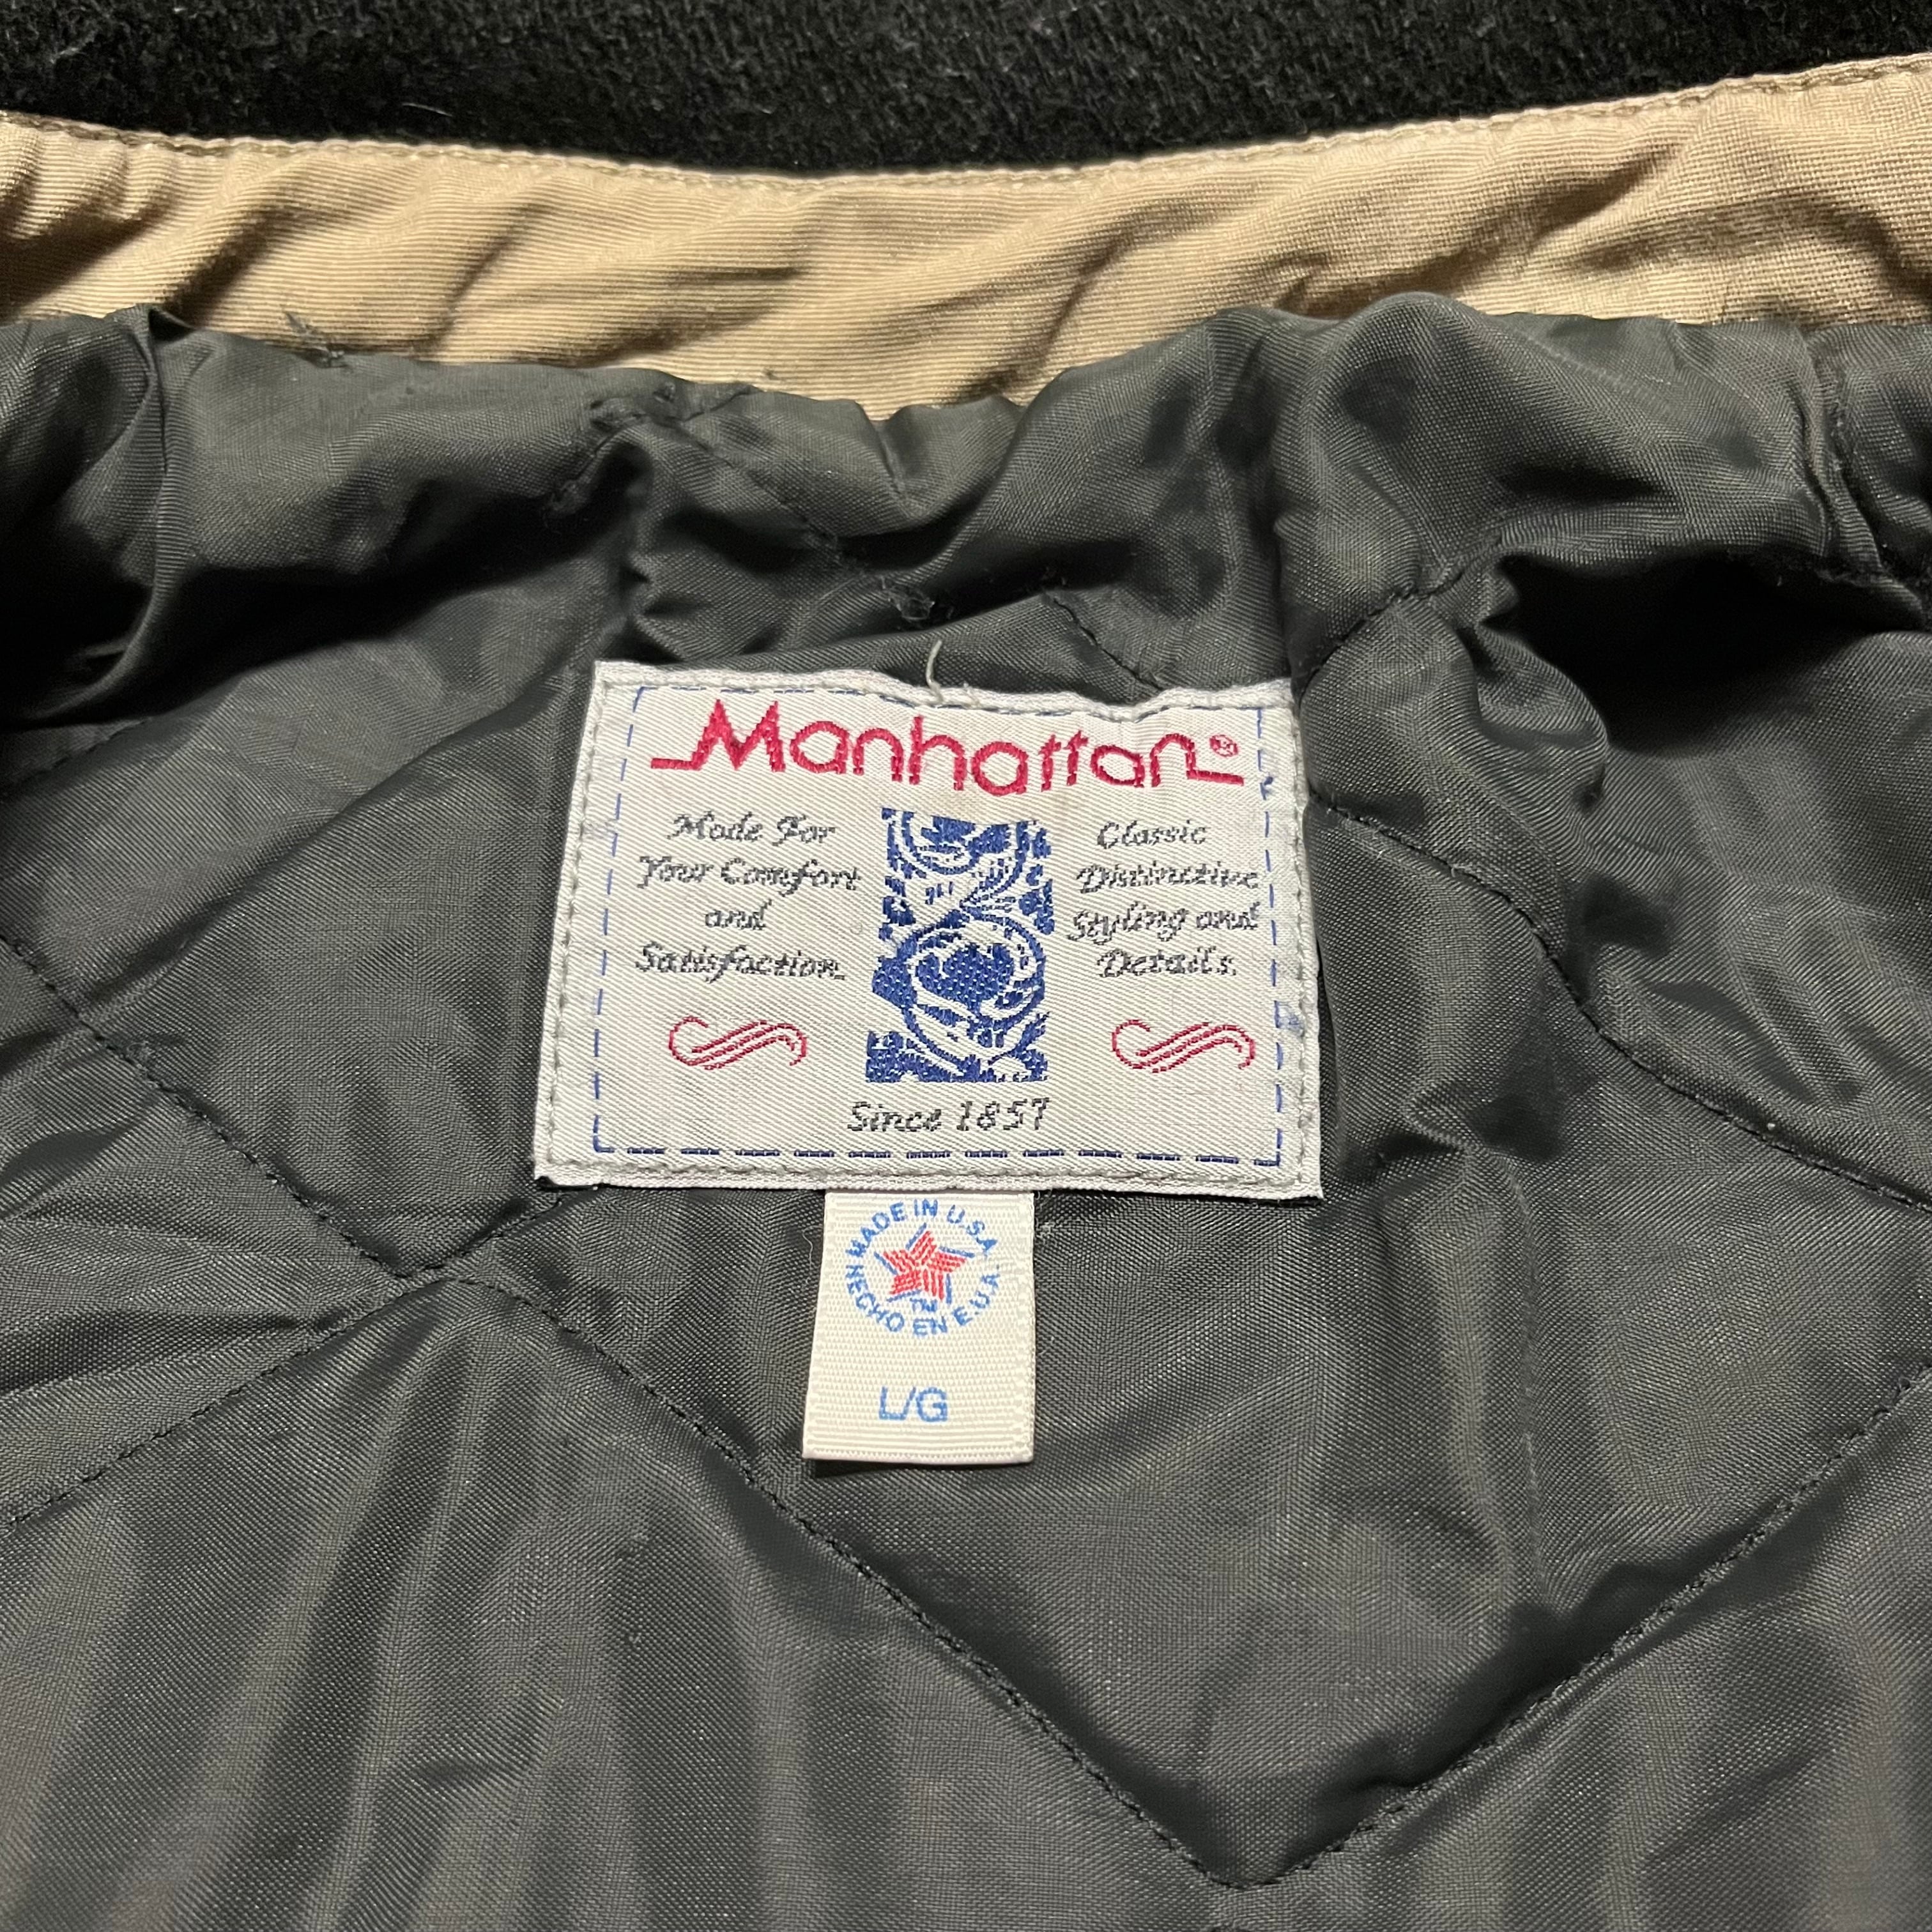 Manhattan®
Made For
Your Comfort
and
Satisfaction.
Classic
Distinctive
Styling and
Details.
Since 1857
MADE IN U.S.A.
HECHO EN E.U.A.
TM
L/G